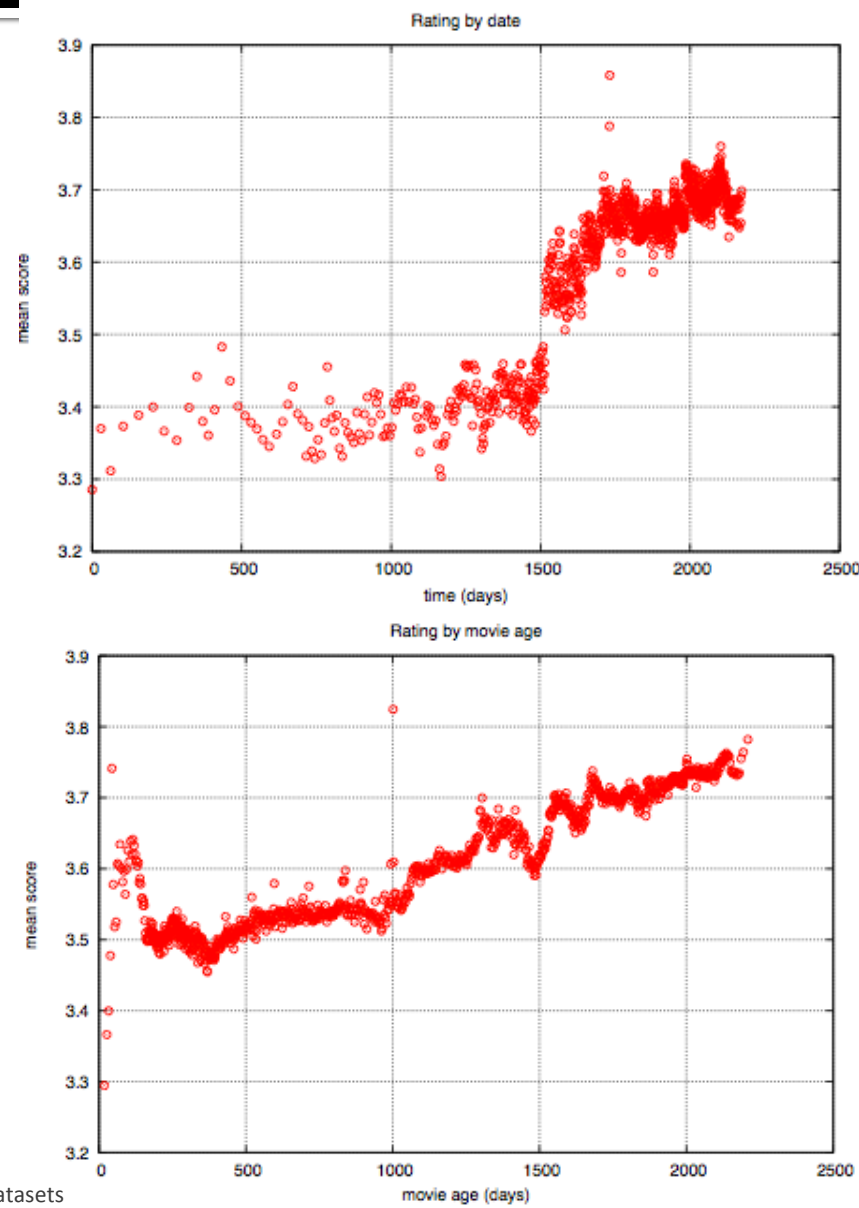 Rating by date
3.9
3.8
3.7
3.6
3.5
3.4
3.3
3.2
mean score
0 500 1000 1500 2000 2500
time (days)
Rating by movie age
3.9
3.8
3.7
3.6
3.5
3.4
3.3
3.2
mean score
0 500 1000 1500 2000 2500
movie age (days)
atasets